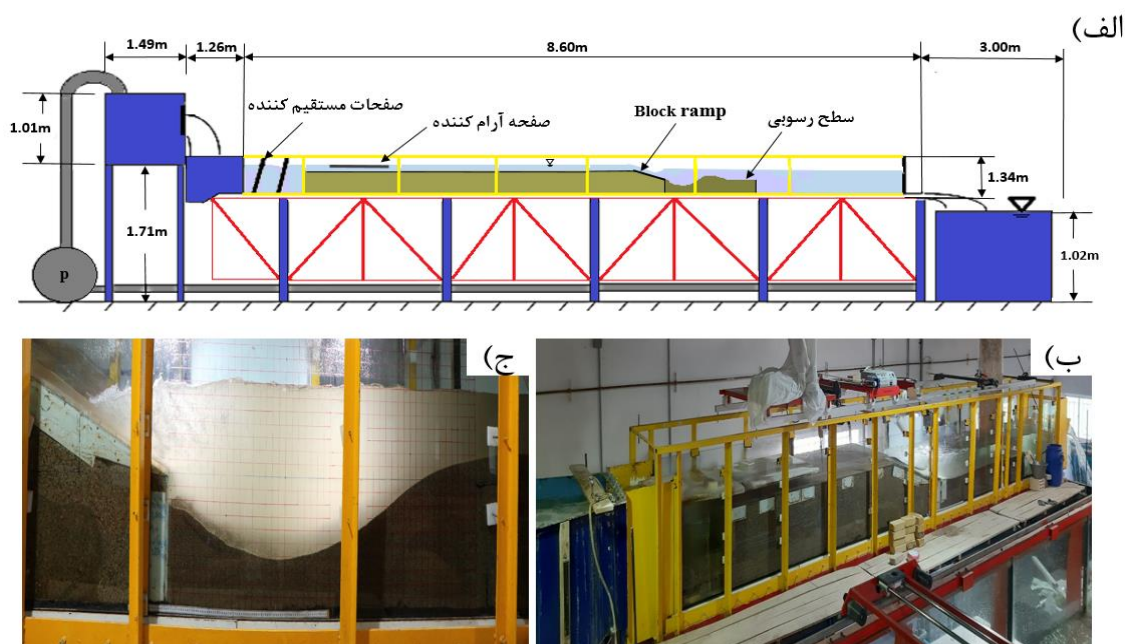 الف)
1.49m
1.26m
8.60m
3.00m
1.01m
صفحات مستقیم کننده
صفحه آرام کننده
Block ramp
سطح رسوبی
1.34m
1.71m
1.02m
p
ج)
ب)